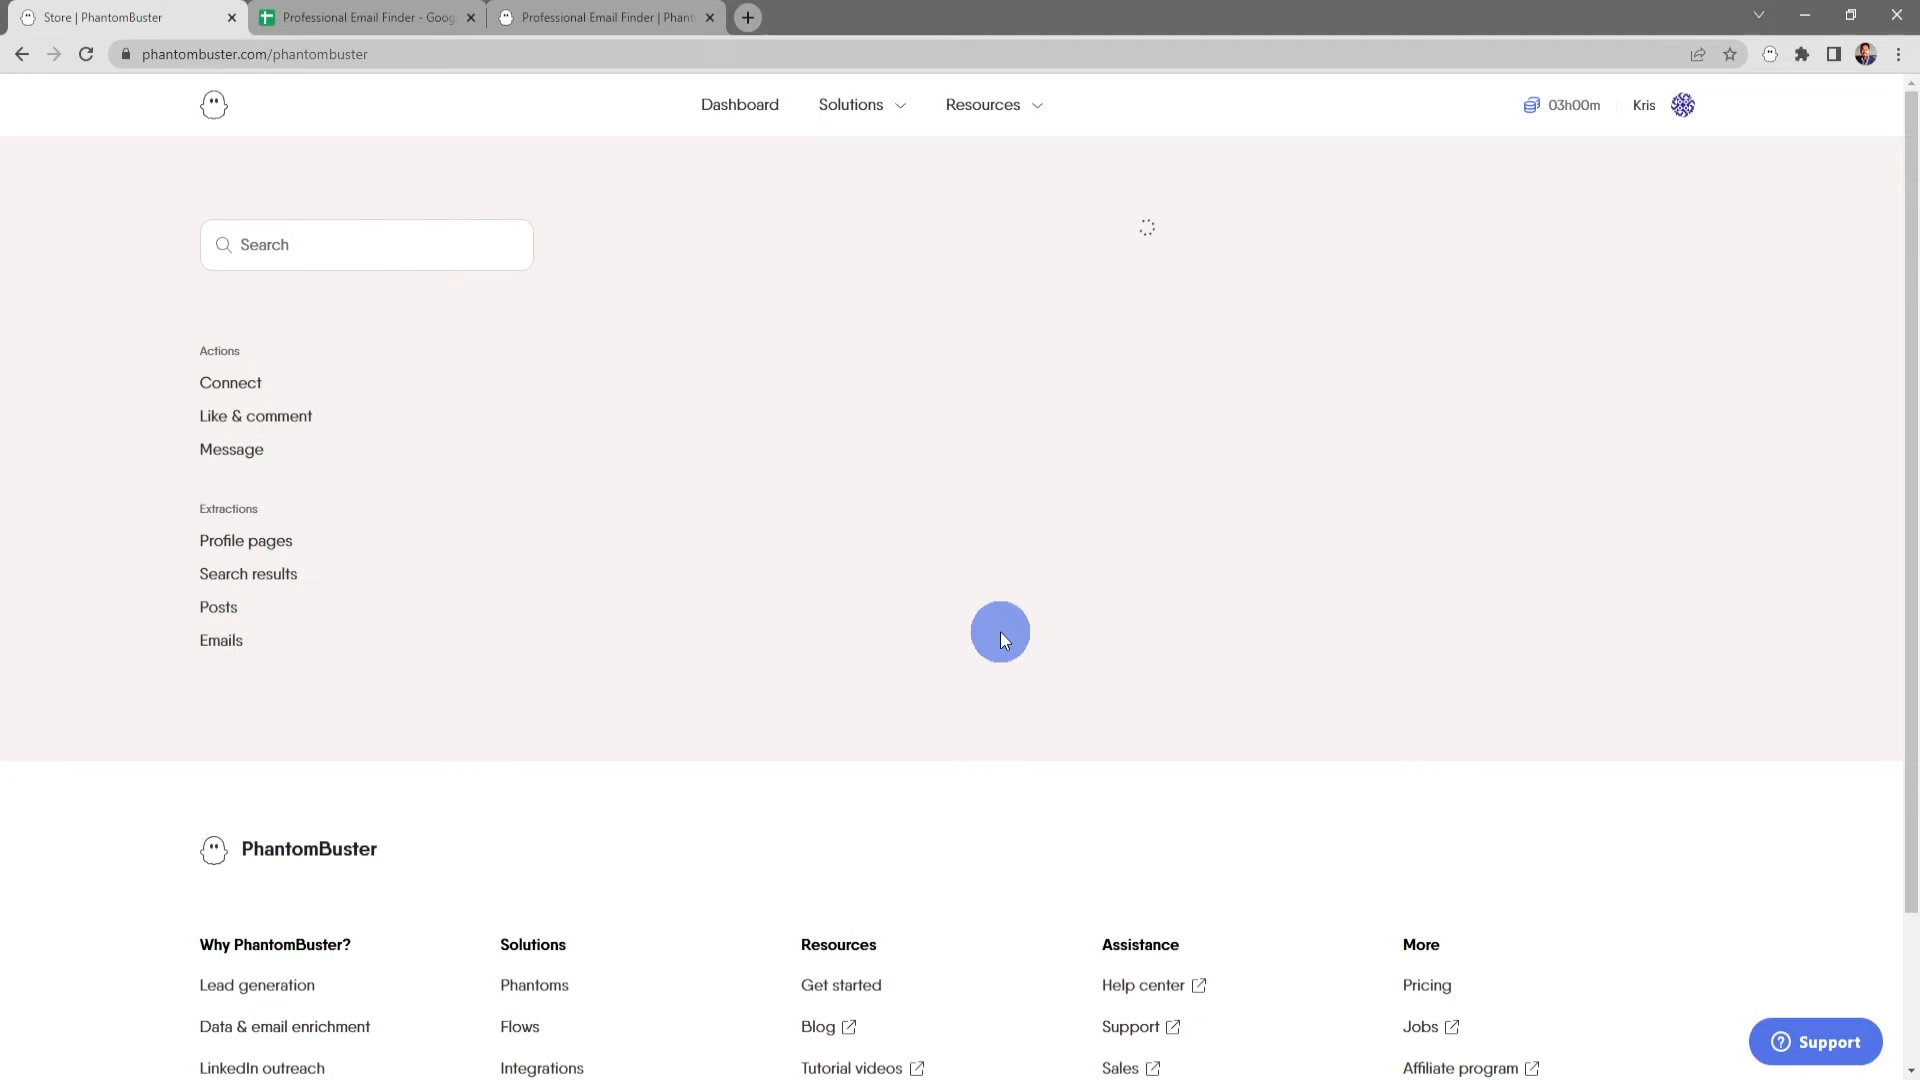 Store | PhantomBuster
Professional Email Finder - Goog
Professional Email Finder | Phant
phantombuster.com/phantombuster
Dashboard
Solutions
Resources
03h00m
Kris
Search
Actions
Connect
Like & comment
Message
Extractions
Profile pages
Search results
Posts
Emails
PhantomBuster
Why PhantomBuster?
Solutions
Resources
Assistance
More
Lead generation
Phantoms
Get started
Help center
Pricing
Data & email enrichment
Flows
Blog
Support
Jobs
Support
LinkedIn outreach
Integrations
Tutorial videos
Sales
Affiliate program